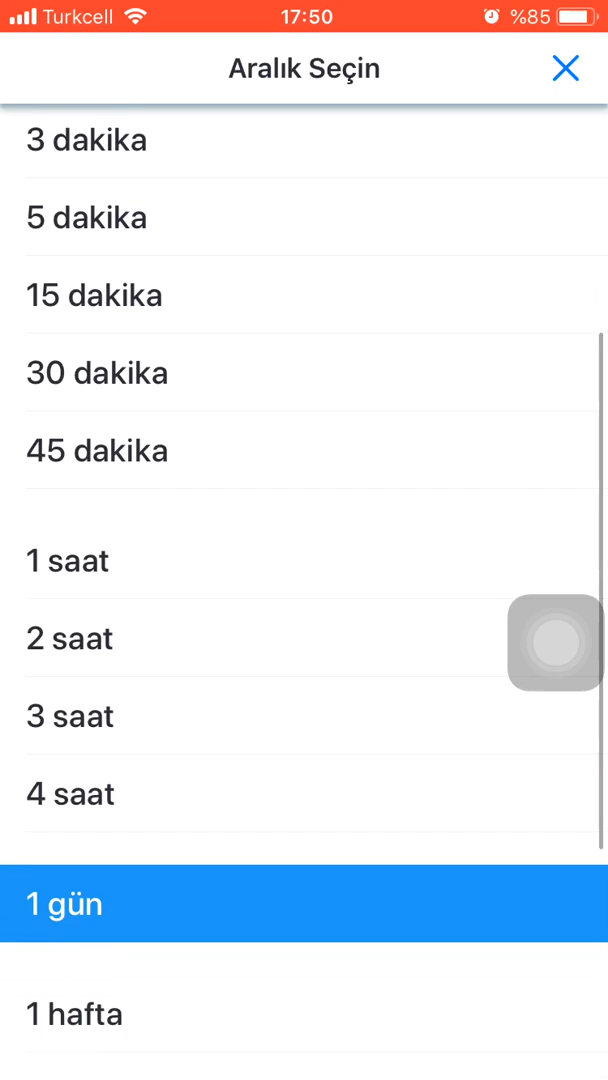 Turkcell 17:50 %85
Aralık Seçin
3 dakika
5 dakika
15 dakika
30 dakika
45 dakika
1 saat
2 saat
3 saat
4 saat
1 gün
1 hafta